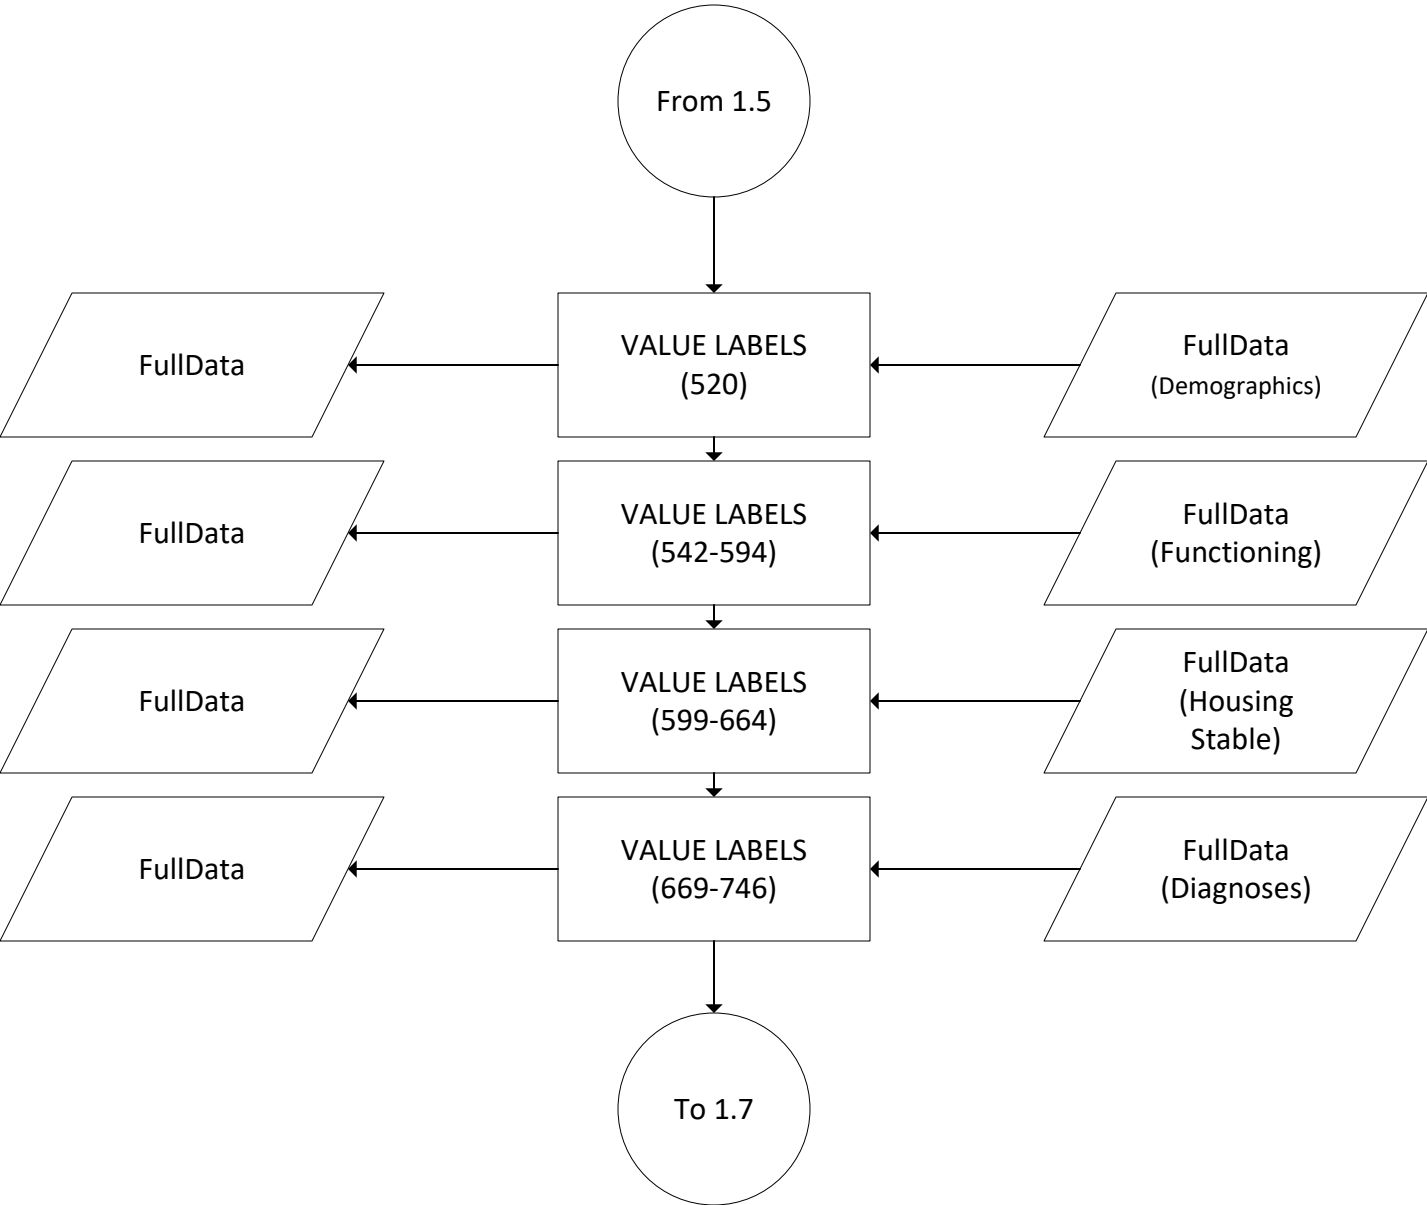 From 1.5
FullData
VALUE LABELS
(520)
FullData
(Demographics)
FullData
VALUE LABELS
(542-594)
FullData
(Functioning)
FullData
VALUE LABELS
(599-664)
FullData
(Housing
Stable)
FullData
VALUE LABELS
(669-746)
FullData
(Diagnoses)
To 1.7